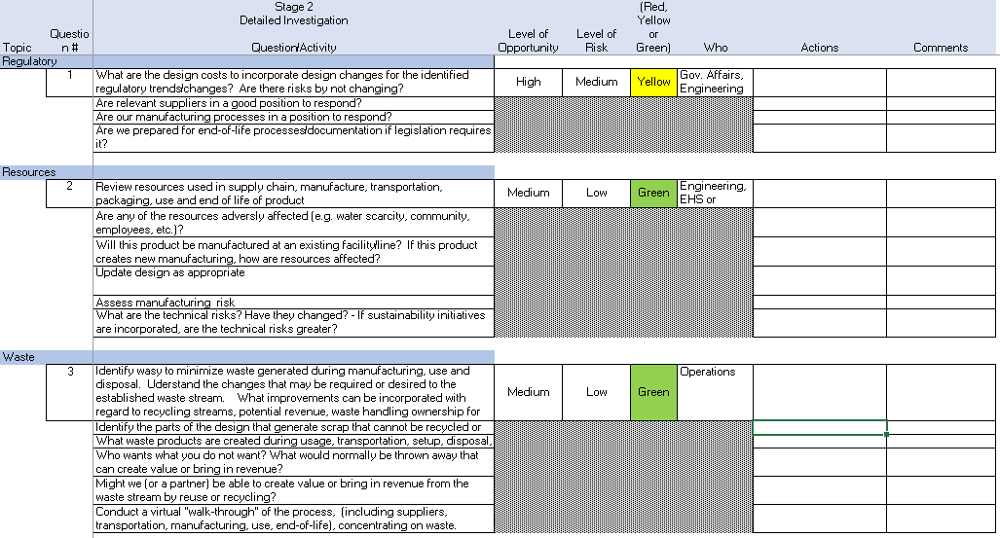 Stage 2
Detailed Investigation
(Red,
Yellow
or
Green)
Topic
Questio
n #
Question/Activity
Level of
Opportunity
Level of
Risk
Who
Actions
Comments
Regulatory
1
What are the design costs to incorporate design changes for the identified
regulatory trends/changes? Are there risks by not changing?
High
Medium
Yellow
Gov. Affairs,
Engineering
Are relevant suppliers in a good position to respond?
Are our manufacturing processes in a position to respond?
Are we prepared for end-of-life processes/documentation if legislation requires
it?
Resources
2
Review resources used in supply chain, manufacture, transportation,
packaging, use and end of life of product
Medium
Low
Green
Engineering,
EHS or
Are any of the resources adversly affected (e.g. water scarcity, community,
employees, etc.)?
Will this product be manufactured at an existing facility/line? If this product
creates new manufacturing, how are resources affected?
Update design as appropriate
Assess manufacturing risk
What are the technical risks? Have they changed? - If sustainability initiatives
are incorporated, are the technical risks greater?
Waste
3
Identify wasy to minimize waste generated during manufacturing, use and
disposal. Uderstand the changes that may be required or desired to the
established waste stream. What improvements can be incorporated with
regard to recycling streams, potential revenue, waste handling ownership for
Medium
Low
Green
Operations
Identify the parts of the design that generate scrap that cannot be recycled or
What waste products are created during usage, transportation, setup, disposal,
Who wants what you do not want? What would normally be thrown away that
can create value or bring in revenue?
Might we (or a partner) be able to create value or bring in revenue from the
waste stream by reuse or recycling?
Conduct a virtual "walk-through" of the process, (including suppliers,
transportation, manufacturing, use, end-of-life), concentrating on waste.